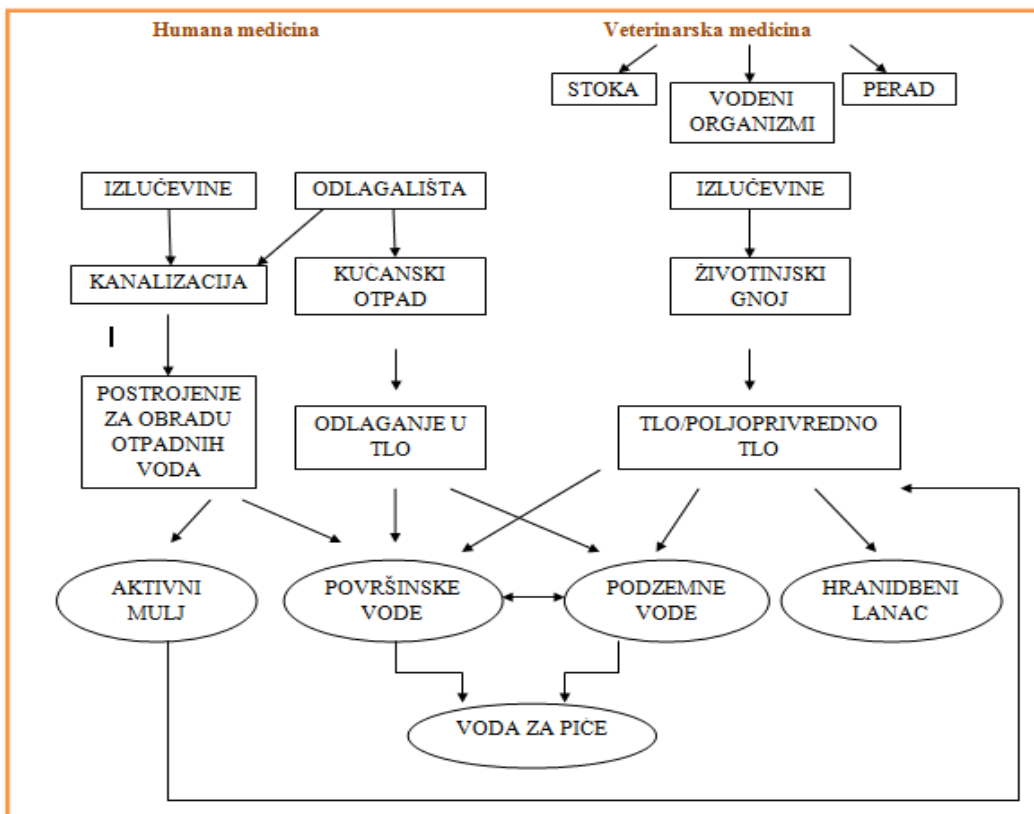 Humana medicina
Veterinarska medicina
STOKA
VODENI
ORGANIZMI
PERAD
IZLUČEVINE
ODLAGALIŠTA
IZLUČEVINE
KANALIZACIJA
KUĆANSKI
OTPAD
ŽIVOTINJSKI
GNOJ
POSTROJENJE
ZA OBRADU
OTPADNIH
VODA
ODLAGANJE U
TLO
TLO/POLJOPRIVREDNO
TLO
AKTIVNI
MULJ
POVRŠINSKE
VODE
PODZEMNE
VODE
HRANIDBENI
LANAC
VODA ZA PIĆE